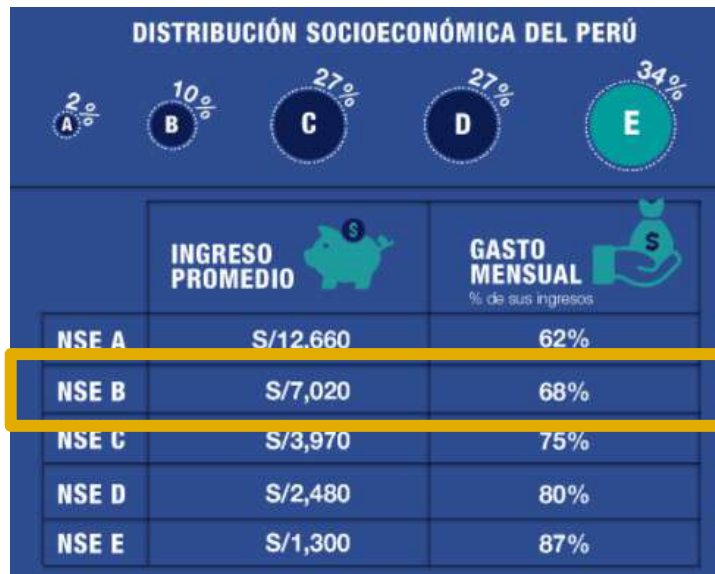 DISTRIBUCIÓN SOCIOECONÓMICA DEL PERÚ
2% 10% 27% 27% 34%
A B C D E
$ $
INGRESO PROMEDIO GASTO MENSUAL
% de sus ingresos
NSE A S/12,660 62%
NSE B S/7,020 68%
NSE C S/3,970 75%
NSE D S/2,480 80%
NSE E S/1,300 87%